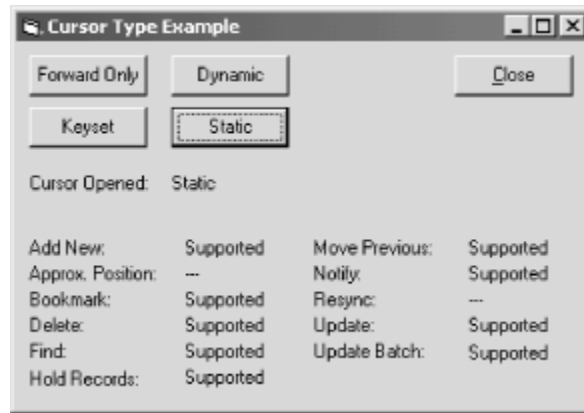 Cursor Type Example
Forward Only Dynamic Close
Keyset Static
Cursor Opened: Static
Add New: Supported Move Previous: Supported
Approx. Position: --- Notify: Supported
Bookmark: Supported Resync: ---
Delete: Supported Update: Supported
Find: Supported Update Batch: Supported
Hold Records: Supported